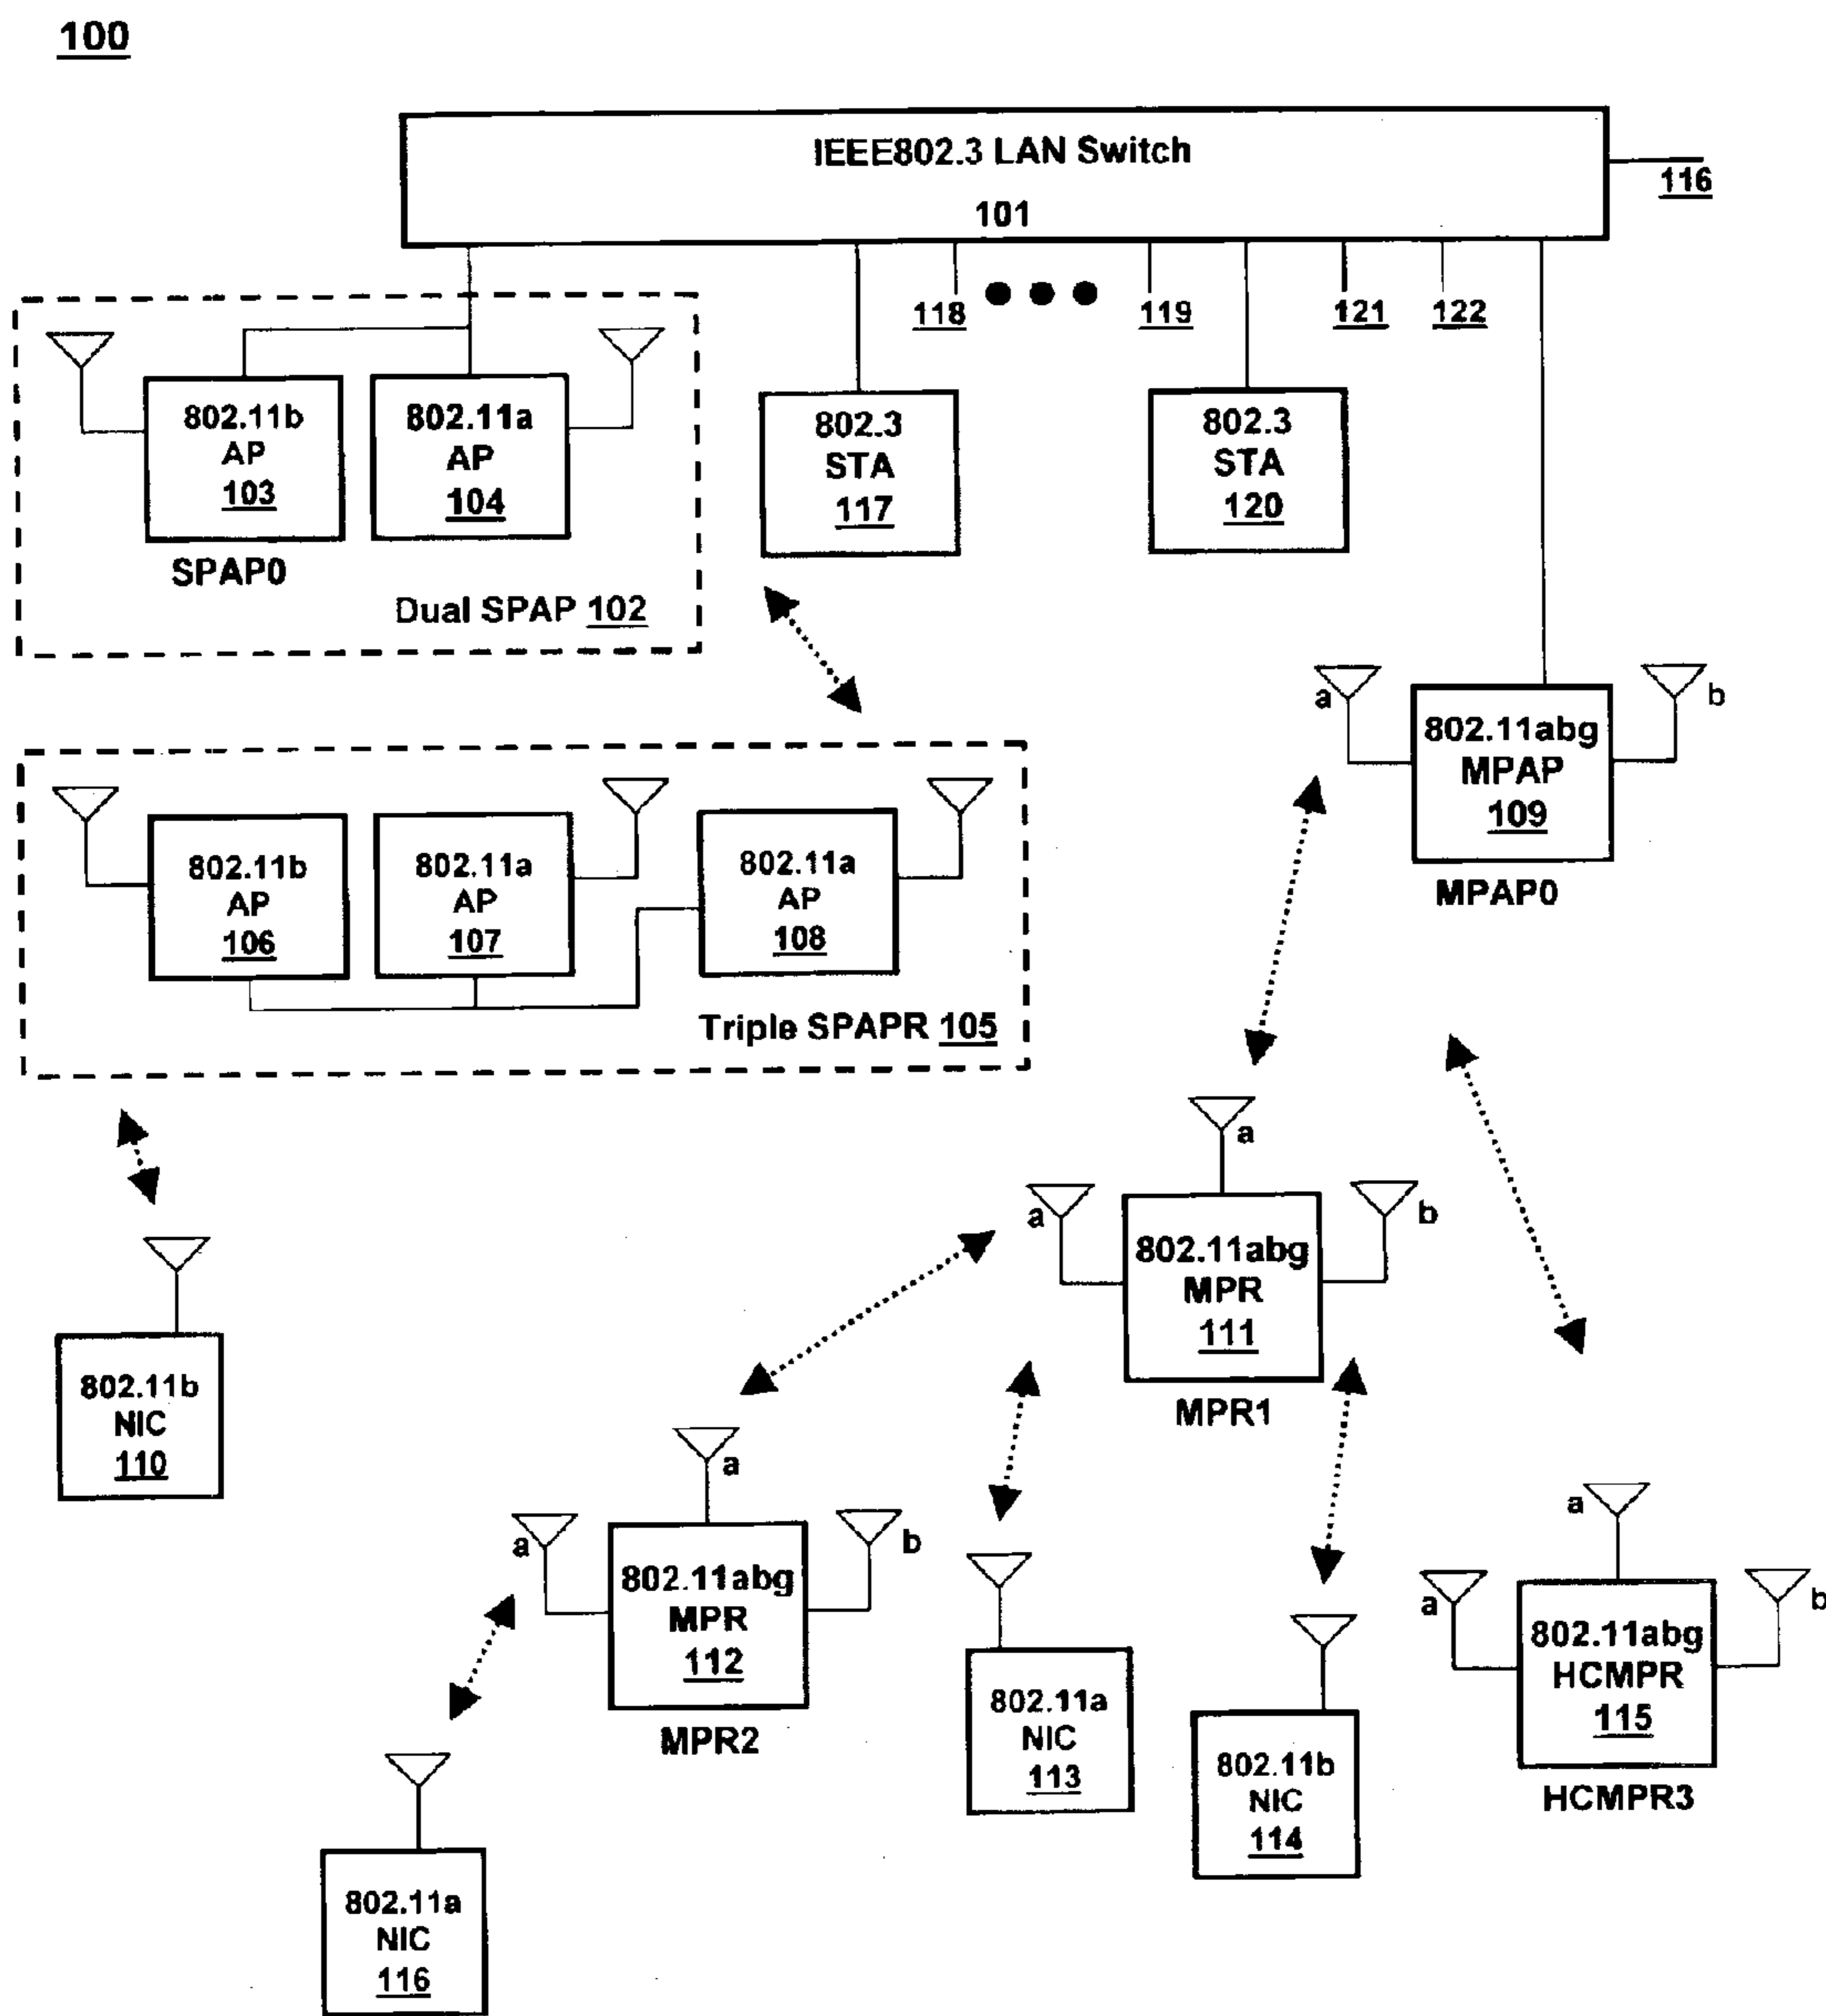 100
IEEE802.3 LAN Switch
101
116
118
119
121
122
802.11b
AP
103
SPAP0
802.11a
AP
104
Dual SPAP 102
802.3
STA
117
802.3
STA
120
a
b
802.11abg
MPAP
109
MPAP0
802.11b
AP
106
802.11a
AP
107
802.11a
AP
108
Triple SPAPR 105
a
a
b
802.11abg
MPR
111
MPR1
802.11b
NIC
110
a
a
b
802.11abg
MPR
112
MPR2
802.11a
NIC
113
802.11b
NIC
114
a
a
b
802.11abg
HCMPR
115
HCMPR3
802.11a
NIC
116